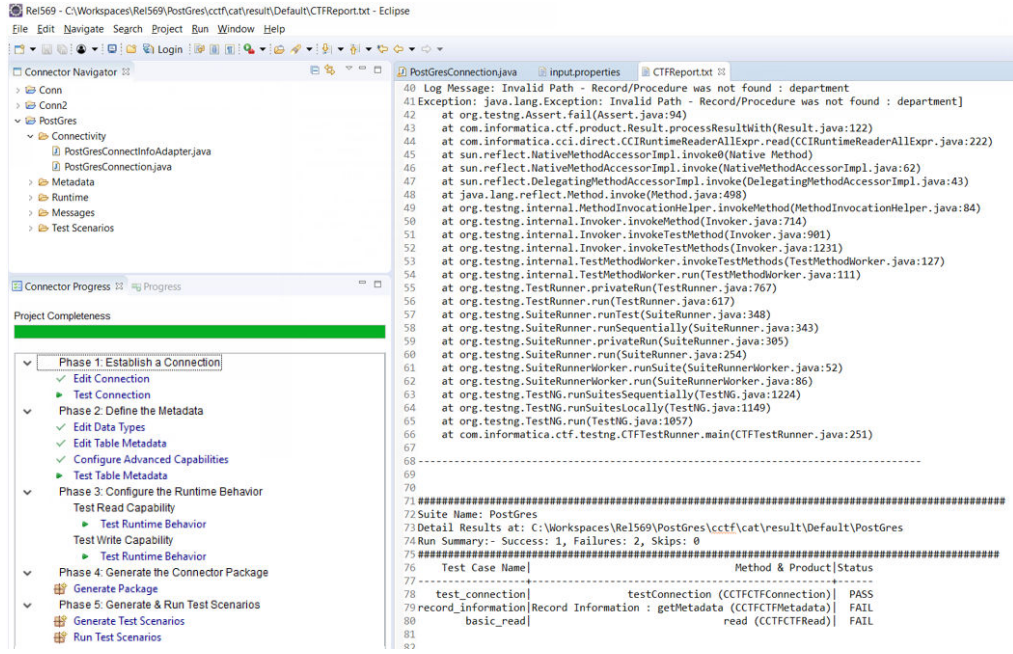 Rel569 - C:\Workspaces\Rel569\PostGres\cctf\cat\result\Default\CTFReport.txt - Eclipse
File Edit Navigate Search Project Run Window Help
Login
Connector Navigator
Conn
Conn2
PostGres
Connectivity
PostGresConnectInfoAdapter.java
PostGresConnection.java
Metadata
Runtime
Messages
Test Scenarios
Connector Progress Progress
Project Completeness
Phase 1: Establish a Connection
Edit Connection
Test Connection
Phase 2: Define the Metadata
Edit Data Types
Edit Table Metadata
Configure Advanced Capabilities
Test Table Metadata
Phase 3: Configure the Runtime Behavior
Test Read Capability
Test Runtime Behavior
Test Write Capability
Test Runtime Behavior
Phase 4: Generate the Connector Package
Generate Package
Phase 5: Generate & Run Test Scenarios
Generate Test Scenarios
Run Test Scenarios
PostGresConnection.java input.properties CTFReport.txt
40 Log Message: Invalid Path - Record/Procedure was not found : department
41 Exception: java.lang.Exception: Invalid Path - Record/Procedure was not found : department]
42 at org.testng.Assert.fail(Assert.java:94)
43 at com.informatica.ctf.product.Result.processResultWith(Result.java:122)
44 at com.informatica.cci.direct.CCIRuntimeReaderAllExpr.read(CCIRuntimeReaderAllExpr.java:222)
45 at sun.reflect.NativeMethodAccessorImpl.invoke0(Native Method)
46 at sun.reflect.NativeMethodAccessorImpl.invoke(NativeMethodAccessorImpl.java:62)
47 at sun.reflect.DelegatingMethodAccessorImpl.invoke(DelegatingMethodAccessorImpl.java:43)
48 at java.lang.reflect.Method.invoke(Method.java:498)
49 at org.testng.internal.MethodInvocationHelper.invokeMethod(MethodInvocationHelper.java:84)
50 at org.testng.internal.Invoker.invokeMethod(Invoker.java:714)
51 at org.testng.internal.Invoker.invokeTestMethod(Invoker.java:901)
52 at org.testng.internal.Invoker.invokeTestMethods(Invoker.java:1231)
53 at org.testng.internal.TestMethodWorker.invokeTestMethods(TestMethodWorker.java:127)
54 at org.testng.internal.TestMethodWorker.run(TestMethodWorker.java:111)
55 at org.testng.TestRunner.privateRun(TestRunner.java:767)
56 at org.testng.TestRunner.run(TestRunner.java:617)
57 at org.testng.SuiteRunner.runTest(SuiteRunner.java:348)
58 at org.testng.SuiteRunner.runSequentially(SuiteRunner.java:343)
59 at org.testng.SuiteRunner.privateRun(SuiteRunner.java:305)
60 at org.testng.SuiteRunner.run(SuiteRunner.java:254)
61 at org.testng.SuiteRunnerWorker.runSuite(SuiteRunnerWorker.java:52)
62 at org.testng.SuiteRunnerWorker.run(SuiteRunnerWorker.java:86)
63 at org.testng.TestNG.runSuitesSequentially(TestNG.java:1224)
64 at org.testng.TestNG.runSuitesLocally(TestNG.java:1149)
65 at org.testng.TestNG.run(TestNG.java:1057)
66 at com.informatica.ctf.testng.CTFTestRunner.main(CTFTestRunner.java:251)
67
68 ------------------------------------------------------------------------------------
69
70
71 ##################################################################################################
72 Suite Name: PostGres
73 Detail Results at: C:\Workspaces\Rel569\PostGres\cctf\cat\result\Default\PostGres
74 Run Summary:- Success: 1, Failures: 2, Skips: 0
75 #################################################################################################
76 Test Case Name| Method & Product|Status
77 ------------------+--------------------------------------------------+------
78 test_connection| testConnection (CCTFCTFConnection)| PASS
79 record_information|Record Information : getMetadata (CCTFCTFMetadata)| FAIL
80 basic_read| read (CCTFCTFRead)| FAIL
81
82